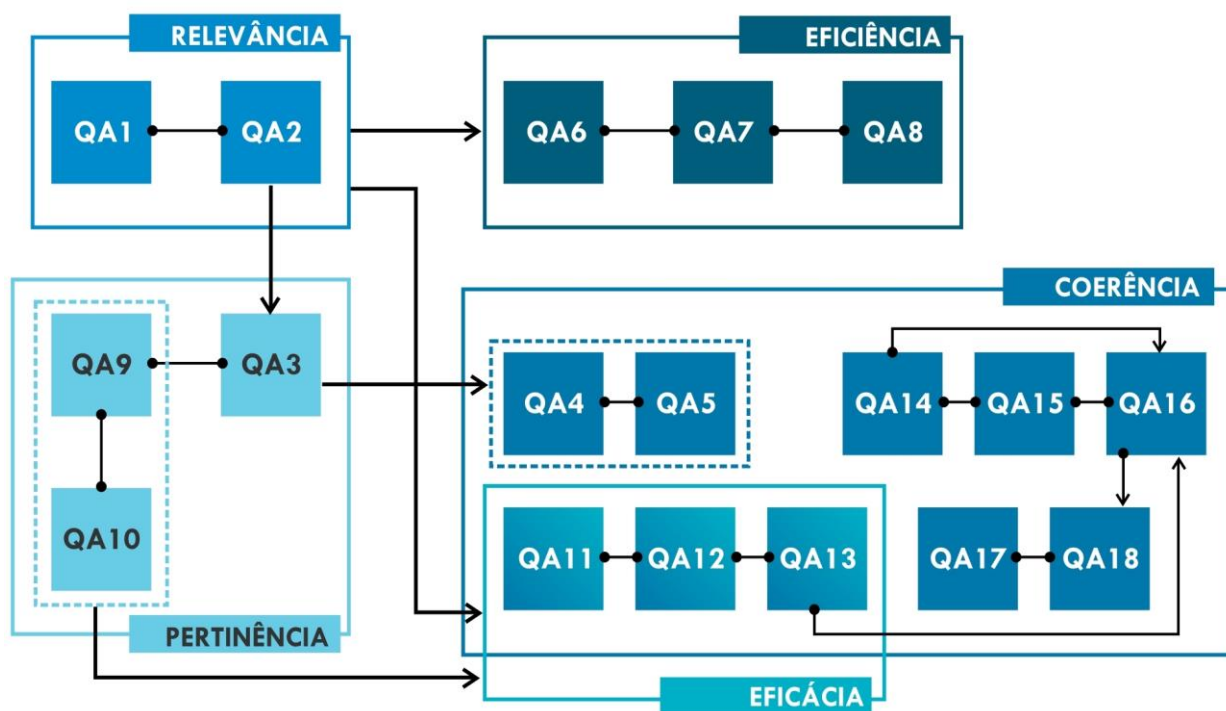 RELEVÂNCIA
QA1
QA2
EFICIÊNCIA
QA6
QA7
QA8
QA9
QA3
QA10
PERTINÊNCIA
COERÊNCIA
QA4
QA5
QA14
QA15
QA16
QA11
QA12
QA13
QA17
QA18
EFICÁCIA